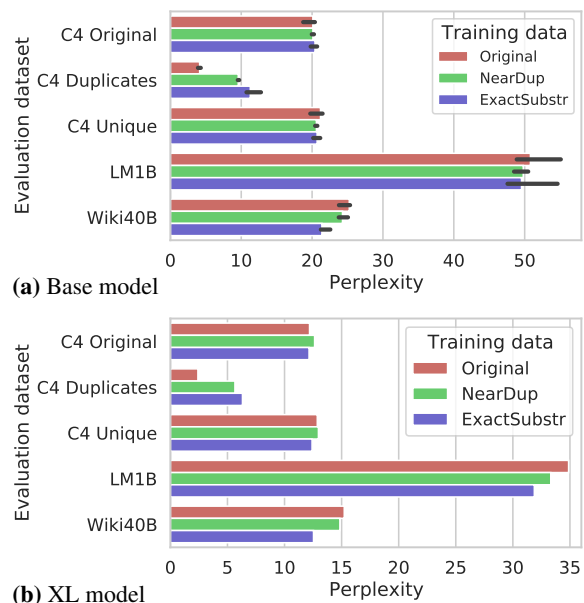 Evaluation dataset
C4 Original
C4 Duplicates
C4 Unique
LM1B
Wiki40B
Training data
Original
NearDup
ExactSubstr
0 10 20 30 40 50
Perplexity
(a) Base model
Evaluation dataset
C4 Original
C4 Duplicates
C4 Unique
LM1B
Wiki40B
Training data
Original
NearDup
ExactSubstr
0 5 10 15 20 25 30 35
Perplexity
(b) XL model